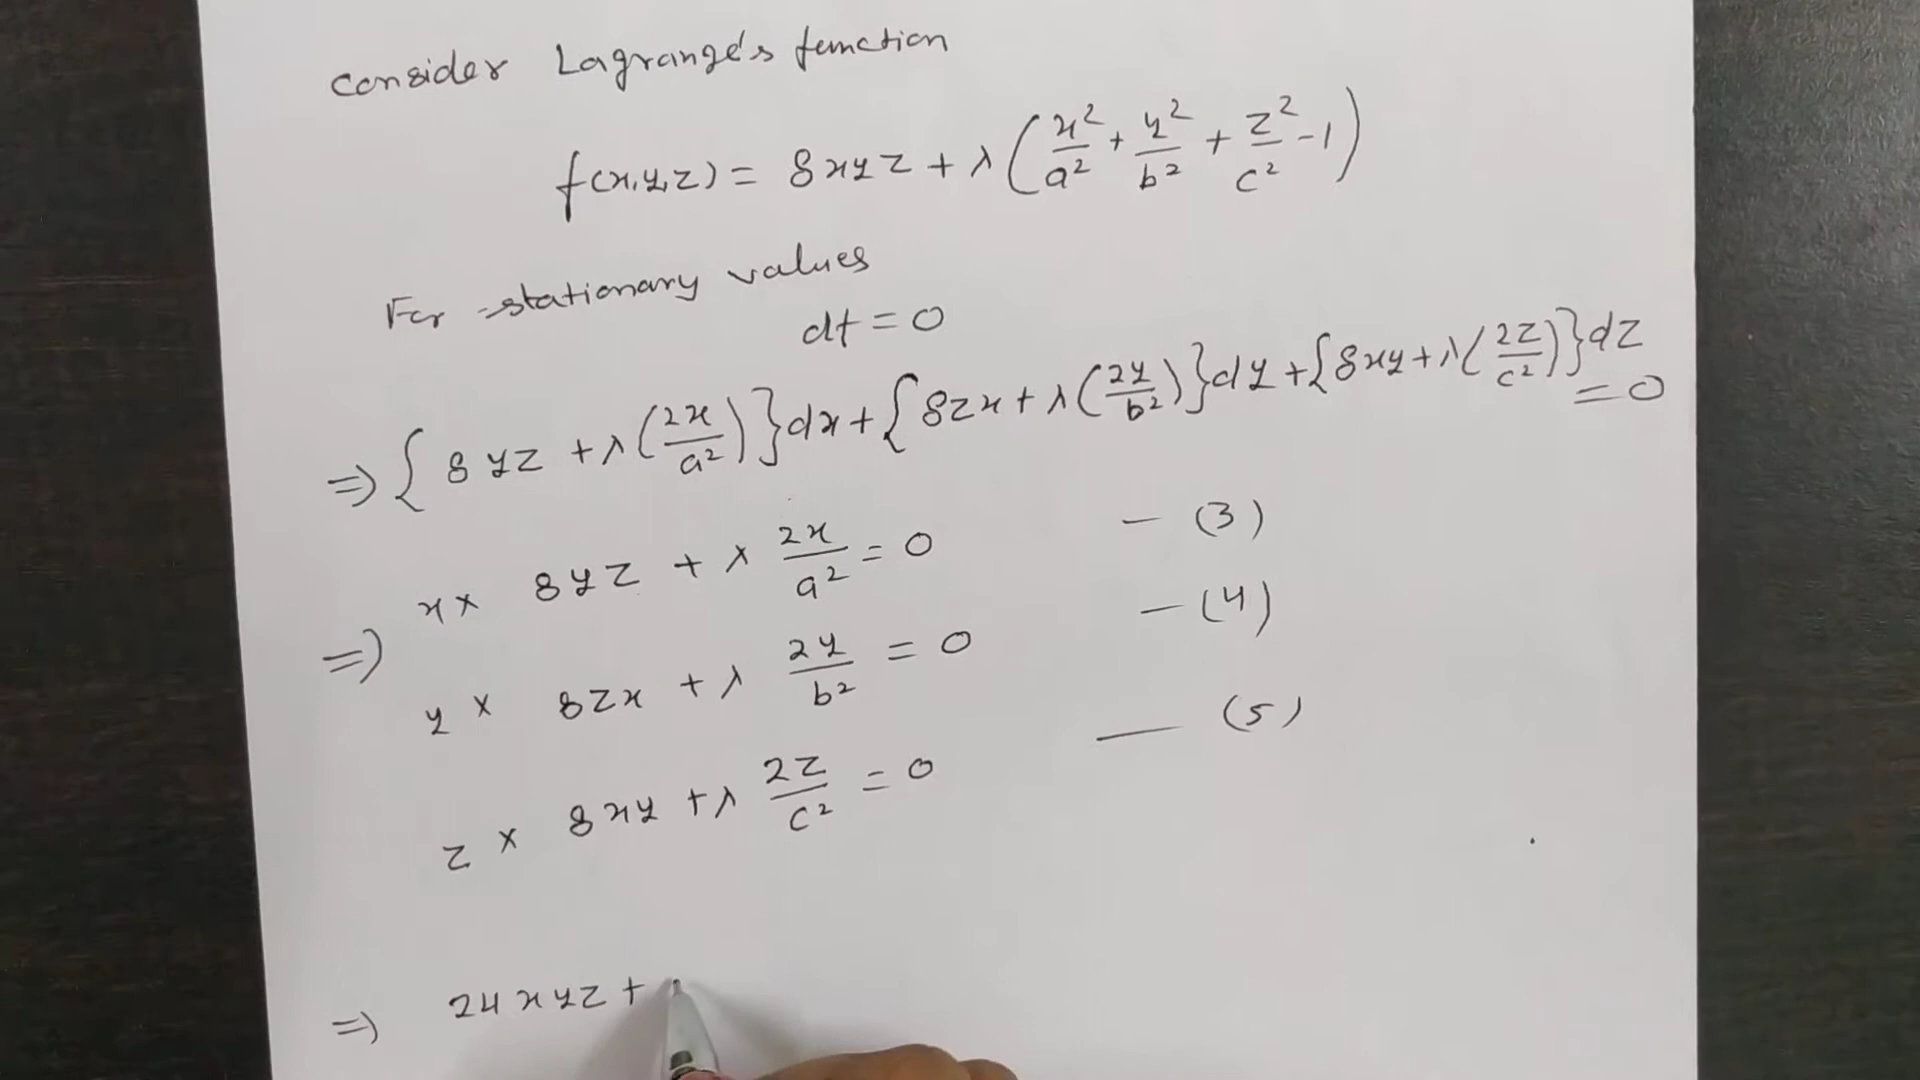 Consider Lagrange's function
f(x,y,z) = 8xyz + λ(x²/a² + y²/b² + z²/c² - 1)
For stationary values
df = 0
⇒ {8yz + λ(2x/a²)}dx + {8zx + λ(2y/b²)}dy + {8xy + λ(2z/c²)}dz
= 0
x × 8yz + λ 2x/a² = 0 — (3)
⇒ y × 8zx + λ 2y/b² = 0 — (4)
z × 8xy + λ 2z/c² = 0 — (5)
⇒ 24xyz +